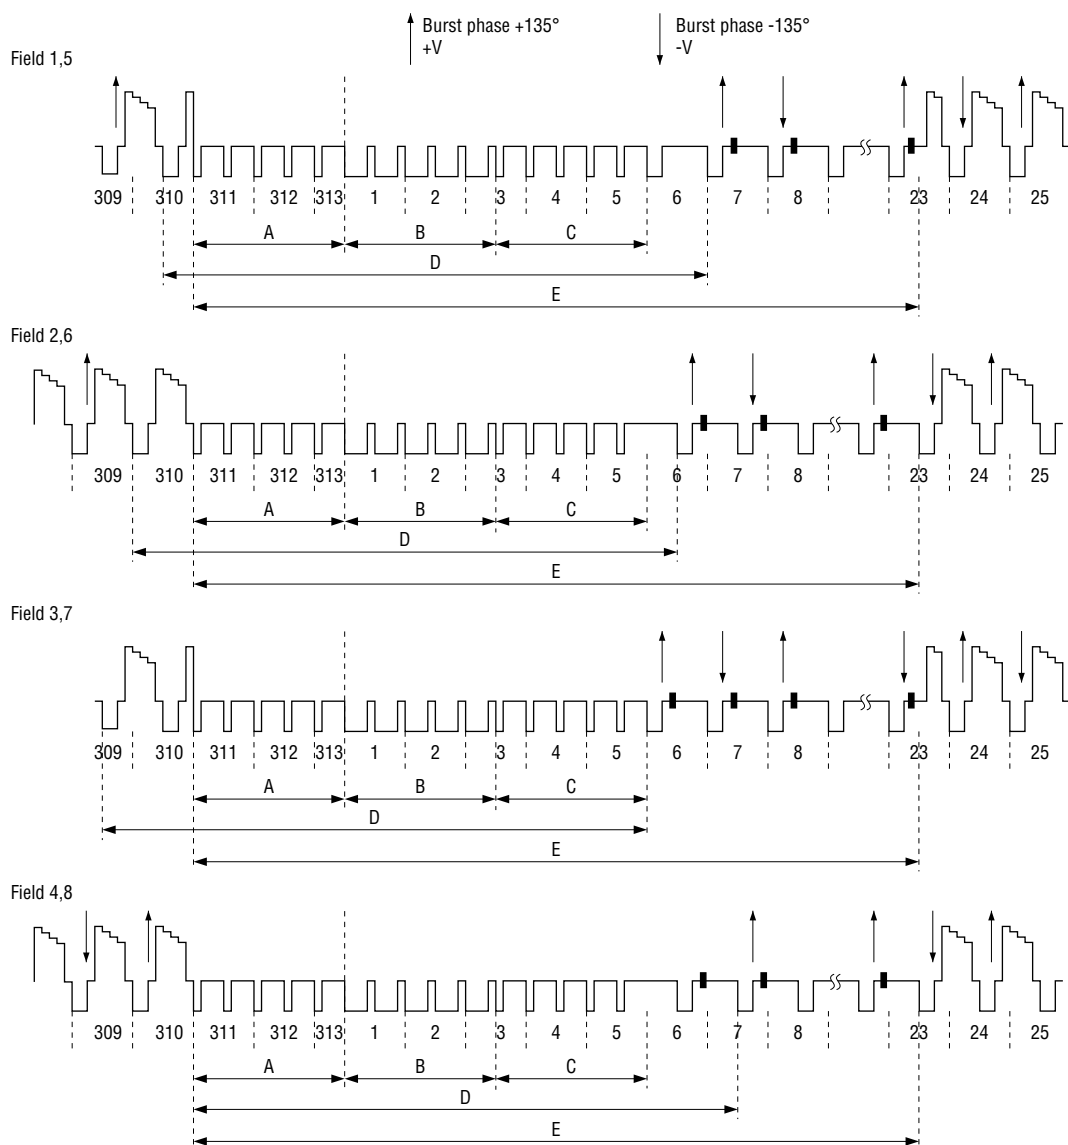 Burst phase +135°
+V
Burst phase -135°
-V
Field 1,5
309 310 311 312 313 1 2 3 4 5 6 7 8 23 24 25
A B C
D
E
Field 2,6
309 310 311 312 313 1 2 3 4 5 6 7 8 23 24 25
A B C
D
E
Field 3,7
309 310 311 312 313 1 2 3 4 5 6 7 8 23 24 25
A B C
D
E
Field 4,8
309 310 311 312 313 1 2 3 4 5 6 7 8 23 24 25
A B C
D
E